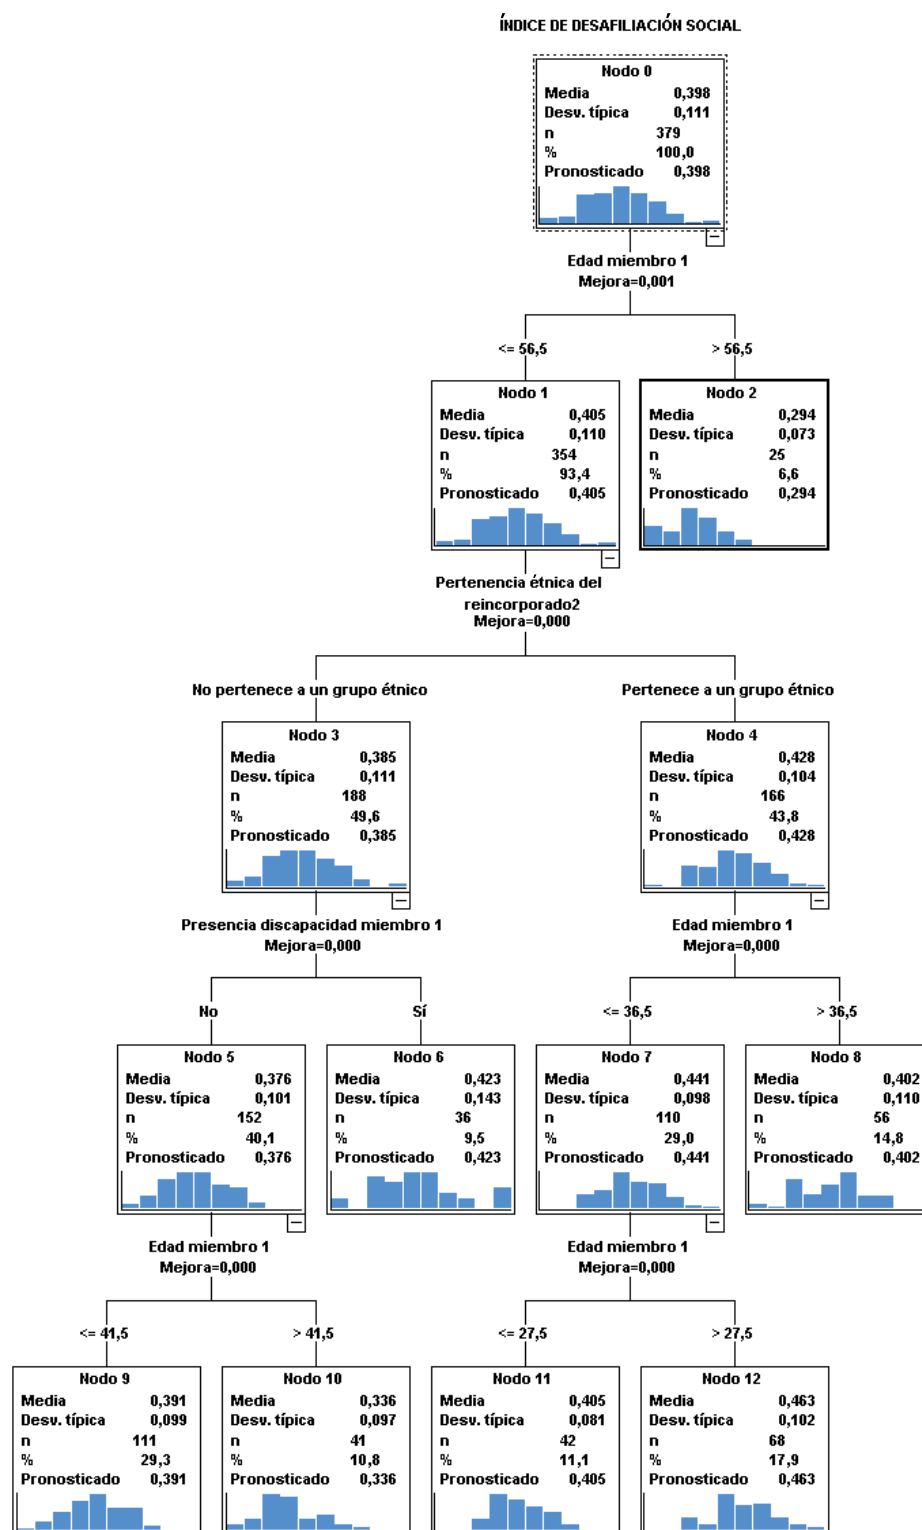 ÍNDICE DE DESAFILIACIÓN SOCIAL
Nodo 0
Media 0,398
Desv. típica 0,111
n 379
% 100,0
Pronosticado 0,398
Edad miembro 1
Mejora=0,001
<= 56,5
> 56,5
Nodo 1
Media 0,405
Desv. típica 0,110
n 354
% 93,4
Pronosticado 0,405
Nodo 2
Media 0,294
Desv. típica 0,073
n 25
% 6,6
Pronosticado 0,294
Pertenencia étnica del
reincorporado2
Mejora=0,000
No pertenece a un grupo étnico
Pertenece a un grupo étnico
Nodo 3
Media 0,385
Desv. típica 0,111
n 188
% 49,6
Pronosticado 0,385
Nodo 4
Media 0,428
Desv. típica 0,104
n 166
% 43,8
Pronosticado 0,428
Presencia discapacidad miembro 1
Mejora=0,000
Edad miembro 1
Mejora=0,000
No
Sí
<= 36,5
> 36,5
Nodo 5
Media 0,376
Desv. típica 0,101
n 152
% 40,1
Pronosticado 0,376
Nodo 6
Media 0,423
Desv. típica 0,143
n 36
% 9,5
Pronosticado 0,423
Nodo 7
Media 0,441
Desv. típica 0,098
n 110
% 29,0
Pronosticado 0,441
Nodo 8
Media 0,402
Desv. típica 0,110
n 56
% 14,8
Pronosticado 0,402
Edad miembro 1
Mejora=0,000
Edad miembro 1
Mejora=0,000
<= 41,5
> 41,5
<= 27,5
> 27,5
Nodo 9
Media 0,391
Desv. típica 0,099
n 111
% 29,3
Pronosticado 0,391
Nodo 10
Media 0,336
Desv. típica 0,097
n 41
% 10,8
Pronosticado 0,336
Nodo 11
Media 0,405
Desv. típica 0,081
n 42
% 11,1
Pronosticado 0,405
Nodo 12
Media 0,463
Desv. típica 0,102
n 68
% 17,9
Pronosticado 0,463